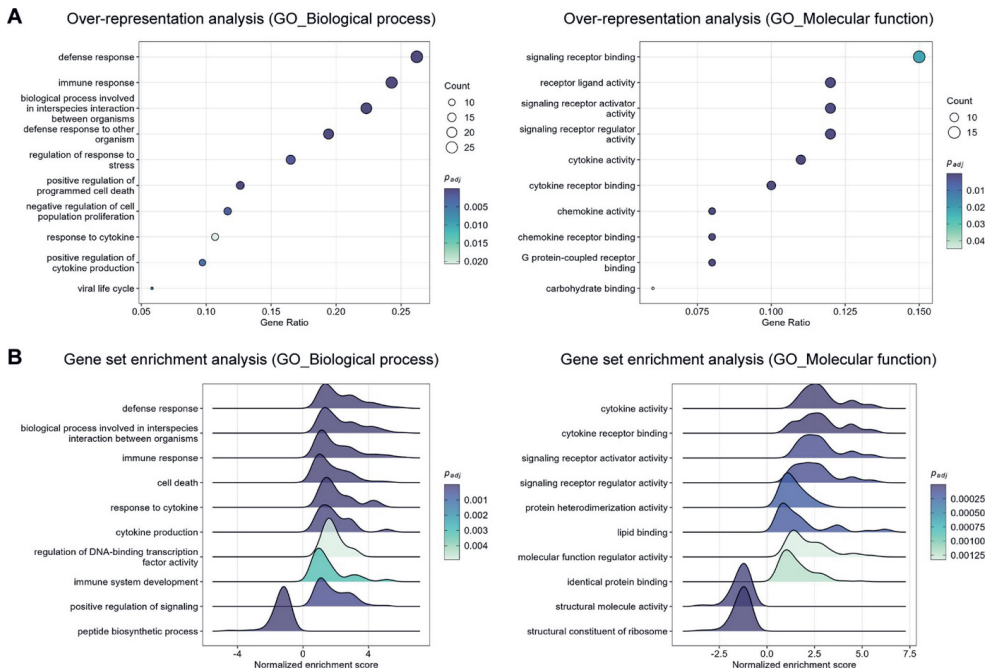 A
Over-representation analysis (GO_Biological process)
defense response
immune response
biological process involved
in interspecies interaction
between organisms
defense response to other
organism
regulation of response to
stress
positive regulation of
programmed cell death
negative regulation of cell
population proliferation
response to cytokine
positive regulation of
cytokine production
viral life cycle
0.05 0.10 0.15 0.20 0.25
Gene Ratio
Count
10
15
20
25
p adj
0.005
0.010
0.015
0.020
Over-representation analysis (GO_Molecular function)
signaling receptor binding
receptor ligand activity
signaling receptor activator
activity
signaling receptor regulator
activity
cytokine activity
cytokine receptor binding
chemokine activity
chemokine receptor binding
G protein-coupled receptor
binding
carbohydrate binding
0.075 0.100 0.125 0.150
Gene Ratio
Count
10
15
p adj
0.01
0.02
0.03
0.04
B
Gene set enrichment analysis (GO_Biological process)
defense response
biological process involved in interspecies
interaction between organisms
immune response
cell death
response to cytokine
cytokine production
regulation of DNA-binding transcription
factor activity
immune system development
positive regulation of signaling
peptide biosynthetic process
-4 0 4
Normalized enrichment score
p adj
0.001
0.002
0.003
0.004
Gene set enrichment analysis (GO_Molecular function)
cytokine activity
cytokine receptor binding
signaling receptor activator activity
signaling receptor regulator activity
protein heterodimerization activity
lipid binding
molecular function regulator activity
identical protein binding
structural molecule activity
structural constituent of ribosome
-2.5 0.0 2.5 5.0 7.5
Normalized enrichment score
p adj
0.00025
0.00050
0.00075
0.00100
0.00125